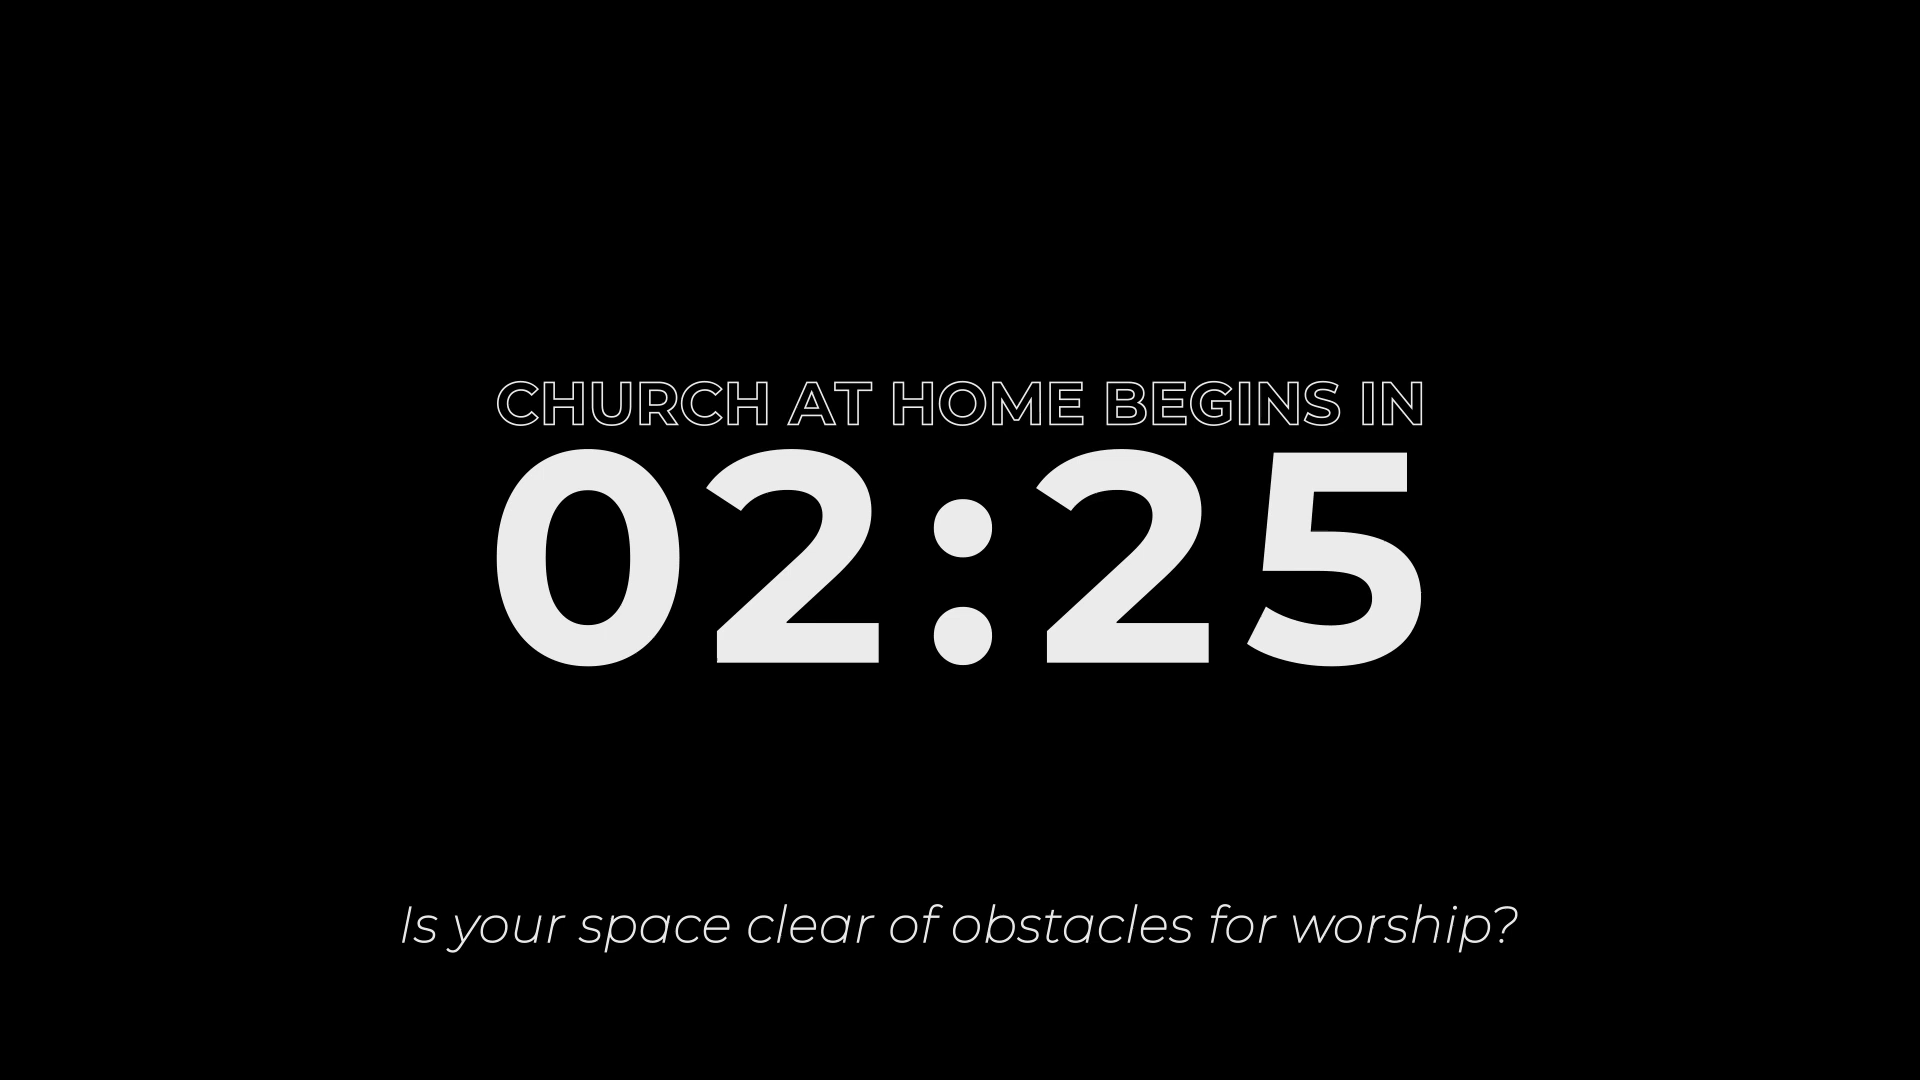 CHURCH AT HOME BEGINS IN
02:25
Is your space clear of obstacles for worship?